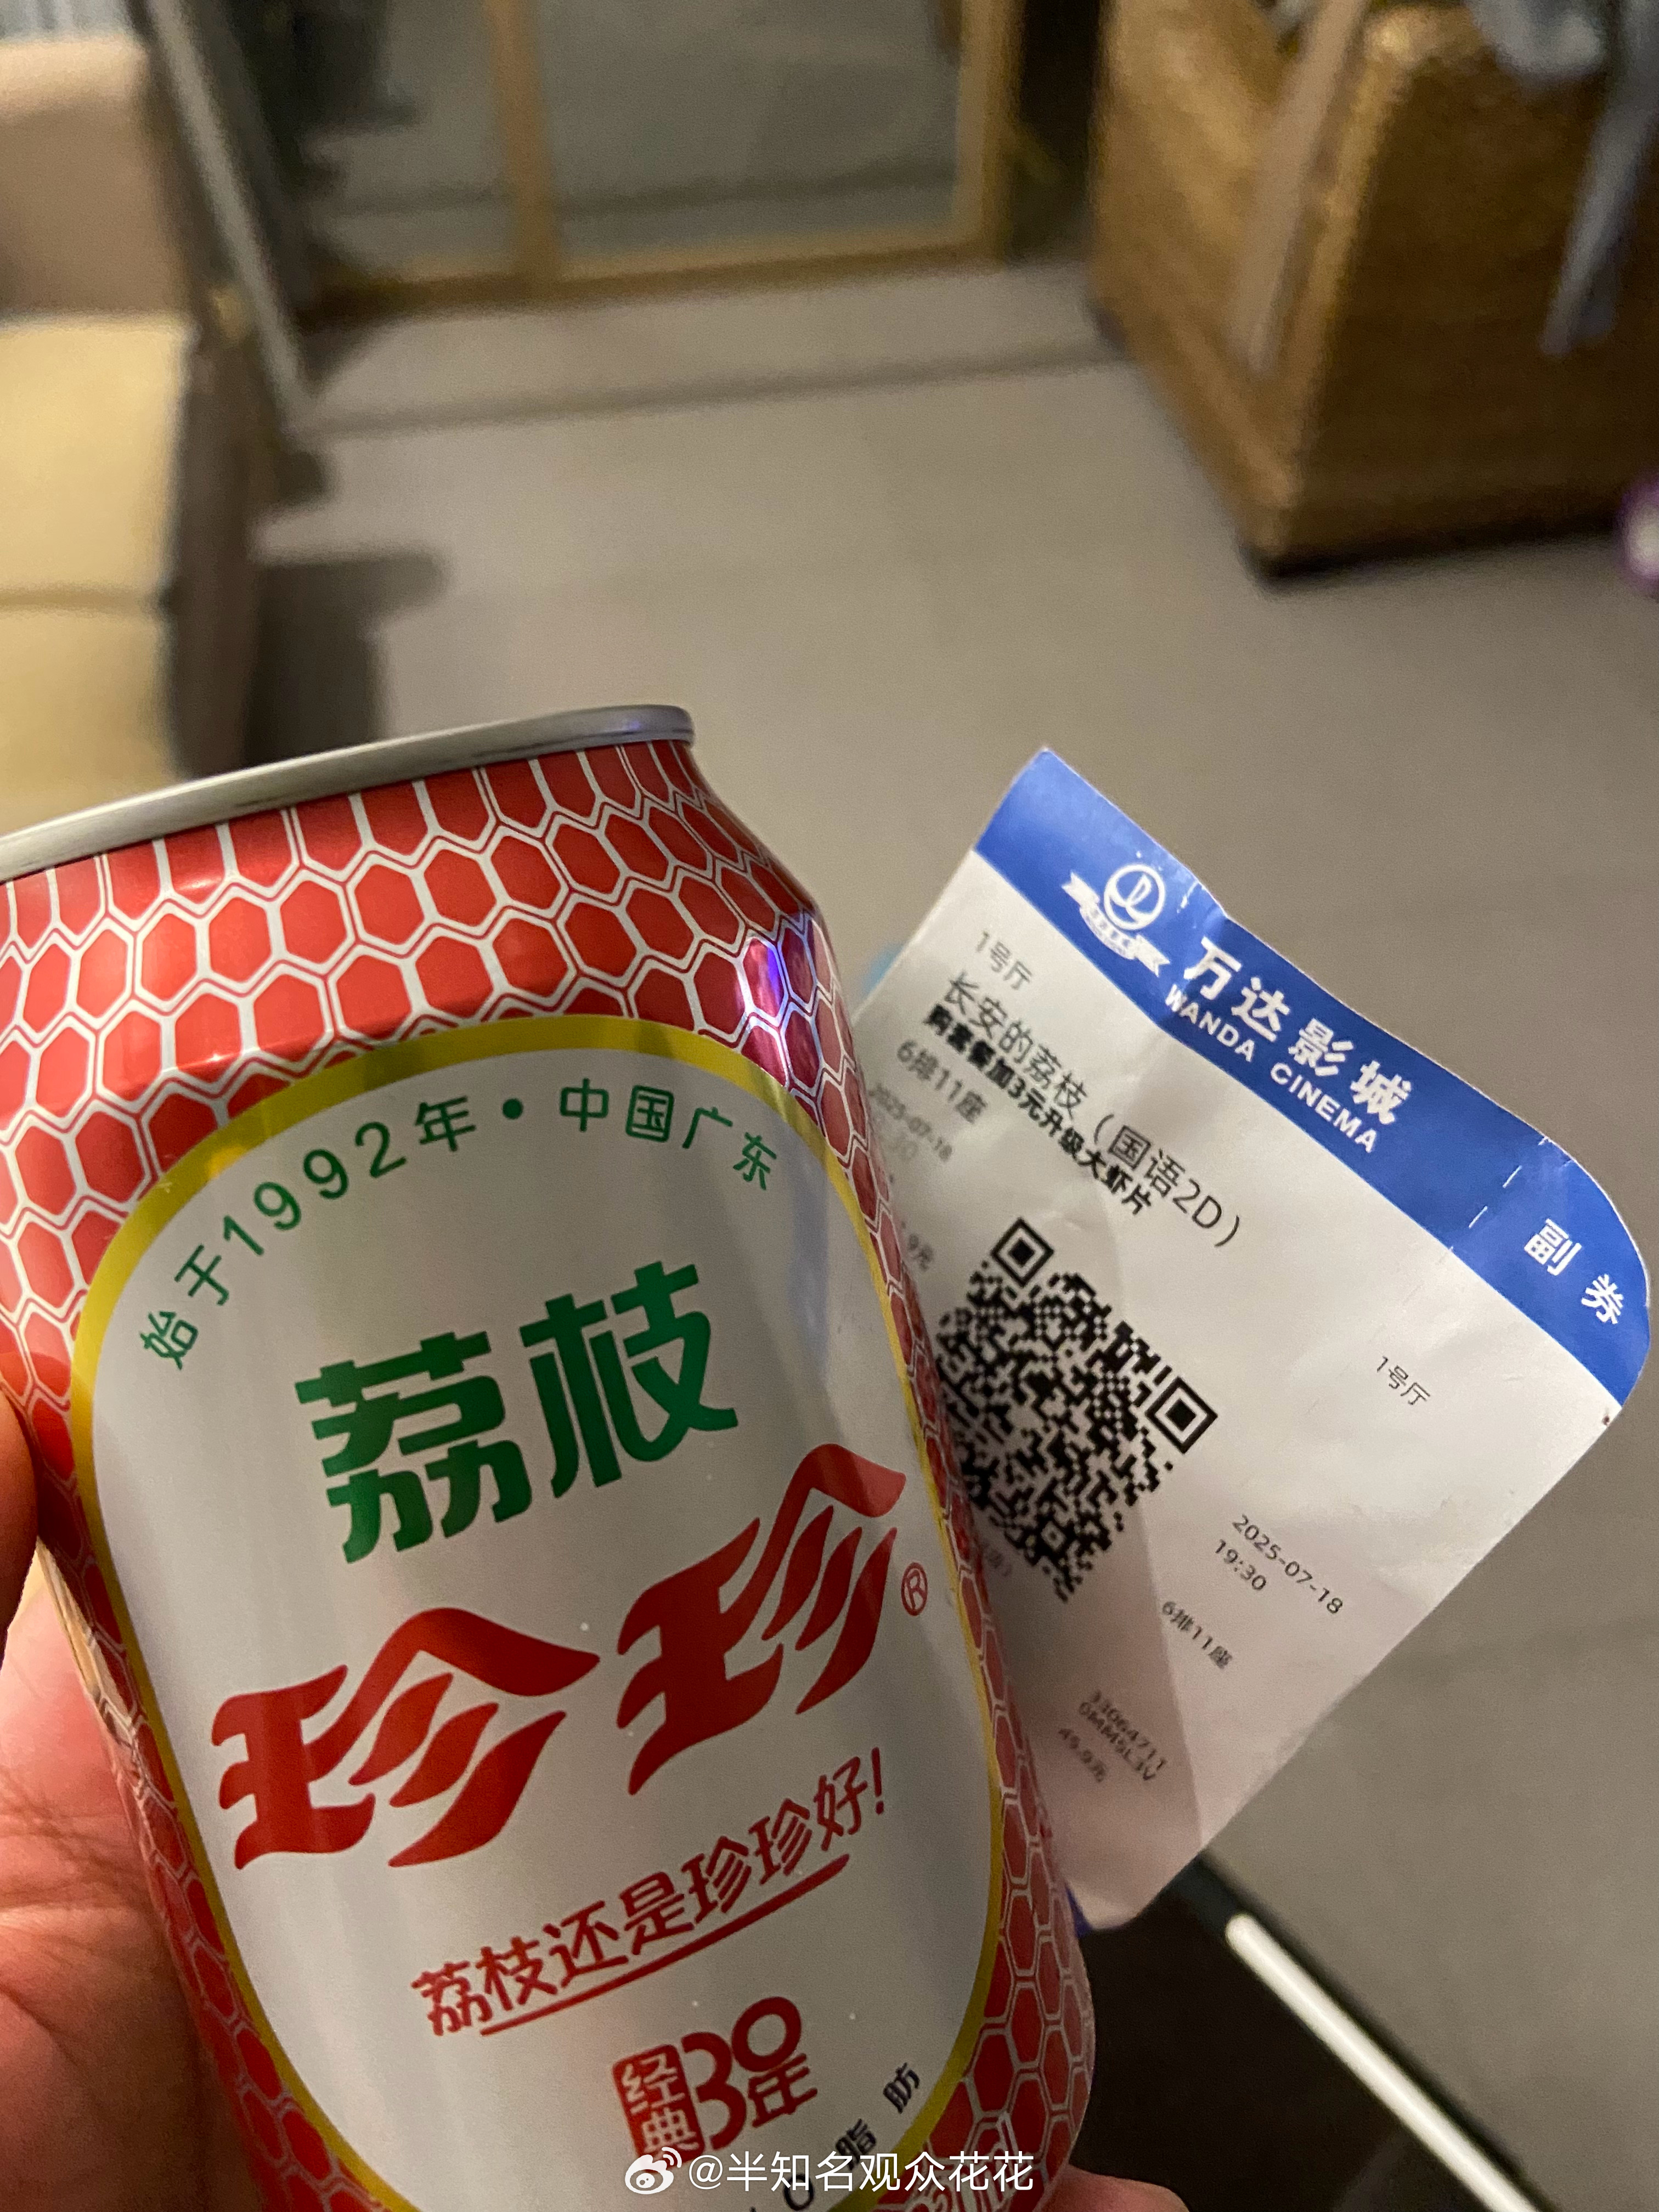 始于1992年·中国广东
荔枝
珍珍®
荔枝还是珍珍好!
经典
30年
0脂肪
万达影城
WANDA CINEMA
副券
1号厅
长安的荔枝(国语2D)
购套餐加3元升级大虾片
6排11座
2025-07-18
1号厅
2025-07-18
19:30
6排11座
@半知名观众花花